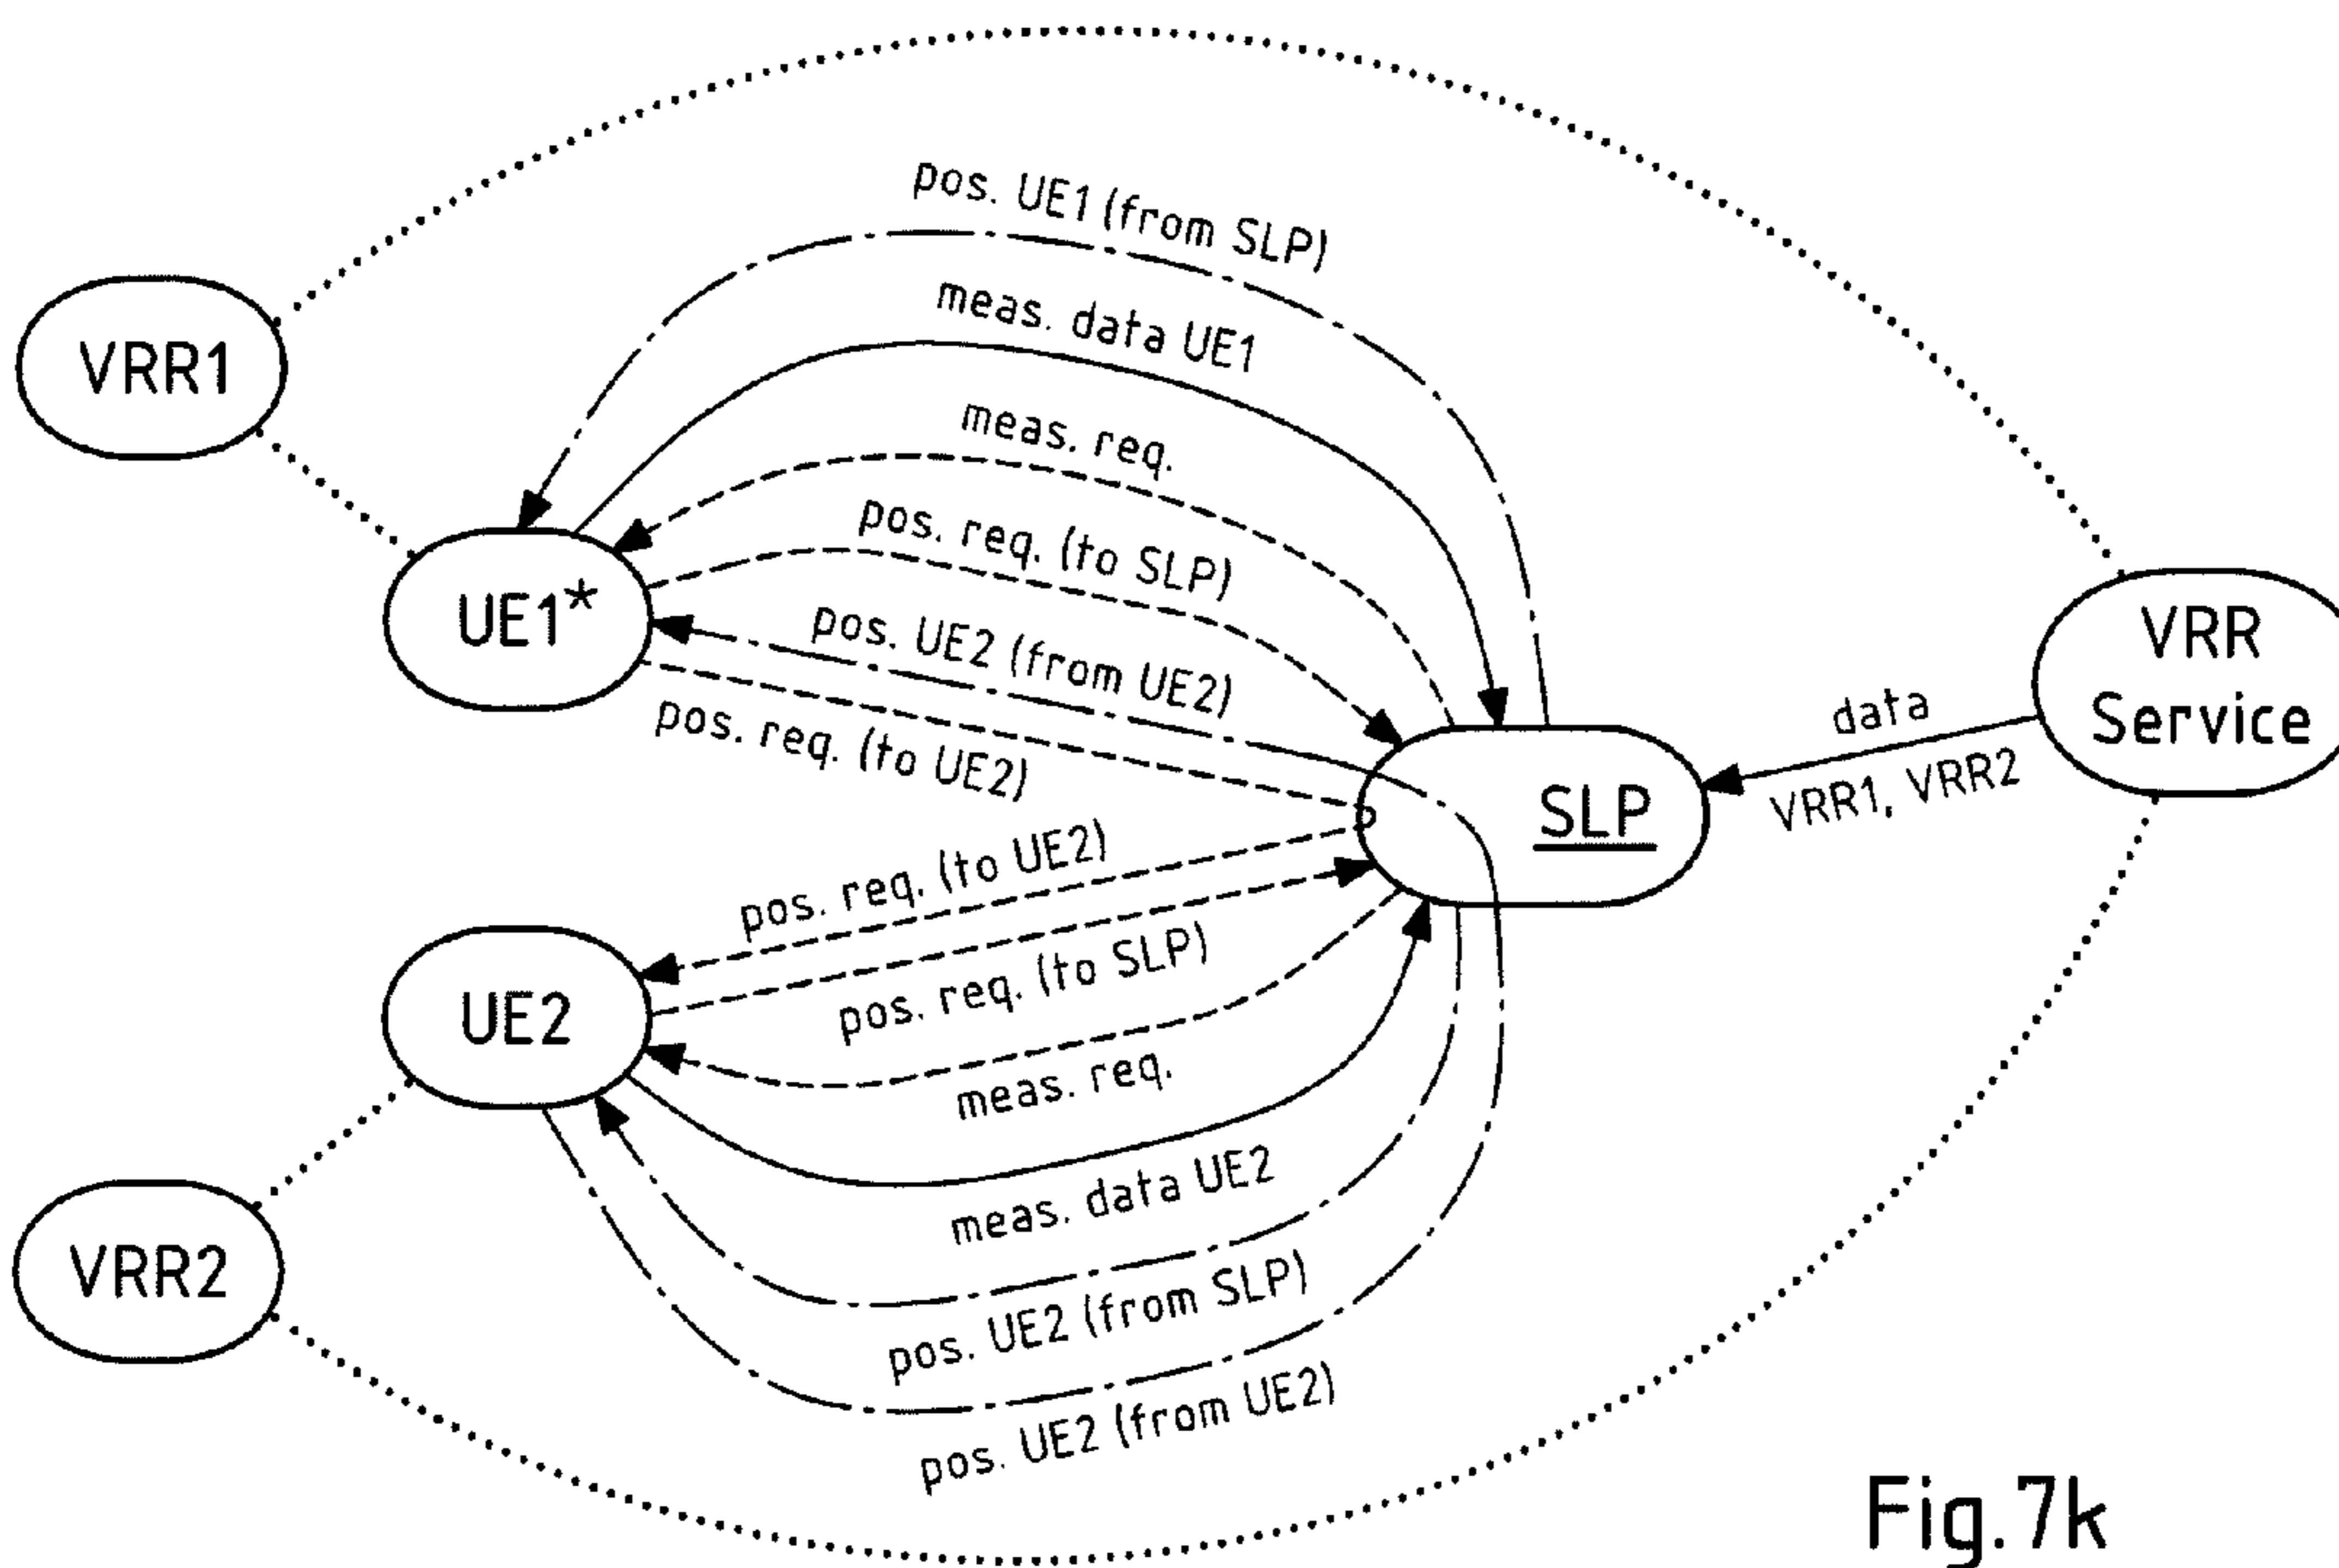 pos. UE1 (from SLP)
meas. data UE1
VRR1
meas. req.
pos. req. (to SLP)
UE1*
pos. UE2 (from UE2)
pos. req. (to UE2)
VRR
Service
data
VRR1, VRR2
SLP
pos. req. (to UE2)
pos. req. (to SLP)
UE2
meas. req.
meas. data UE2
VRR2
pos. UE2 (from SLP)
pos. UE2 (from UE2)
Fig.7k